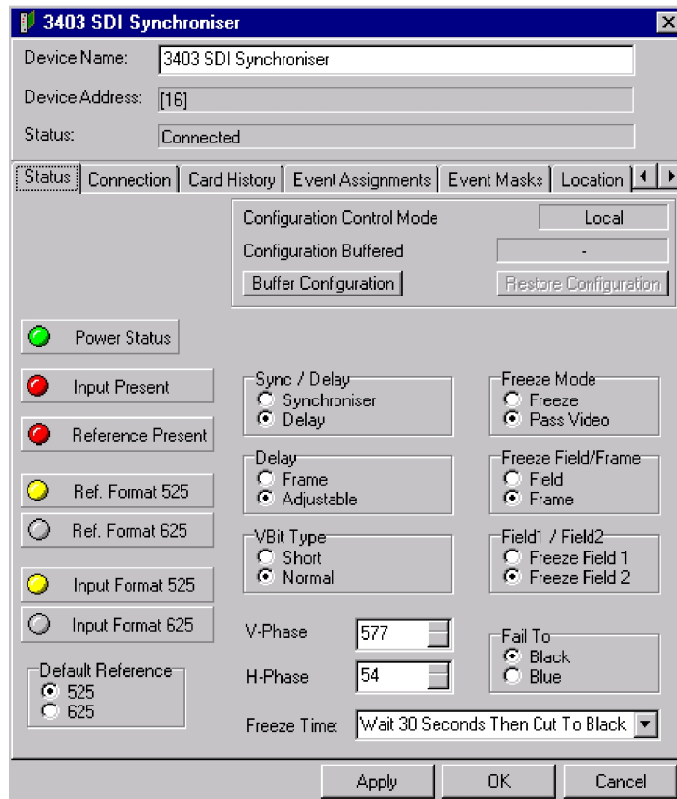 3403 SDI Synchroniser
Device Name: 3403 SDI Synchroniser
Device Address: [16]
Status: Connected
Status Connection Card History Event Assignments Event Masks Location
Configuration Control Mode Local
Configuration Buffered -
Buffer Configuration Restore Configuration
Power Status
Input Present
Reference Present
Ref. Format 525
Ref. Format 625
Input Format 525
Input Format 625
Default Reference
525
625
Sync / Delay
Synchroniser
Delay
Delay
Frame
Adjustable
VBit Type
Short
Normal
V-Phase 577
H-Phase 54
Freeze Mode
Freeze
Pass Video
Freeze Field/Frame
Field
Frame
Field1 / Field2
Freeze Field 1
Freeze Field 2
Fail To
Black
Blue
Freeze Time: Wait 30 Seconds Then Cut To Black
Apply OK Cancel